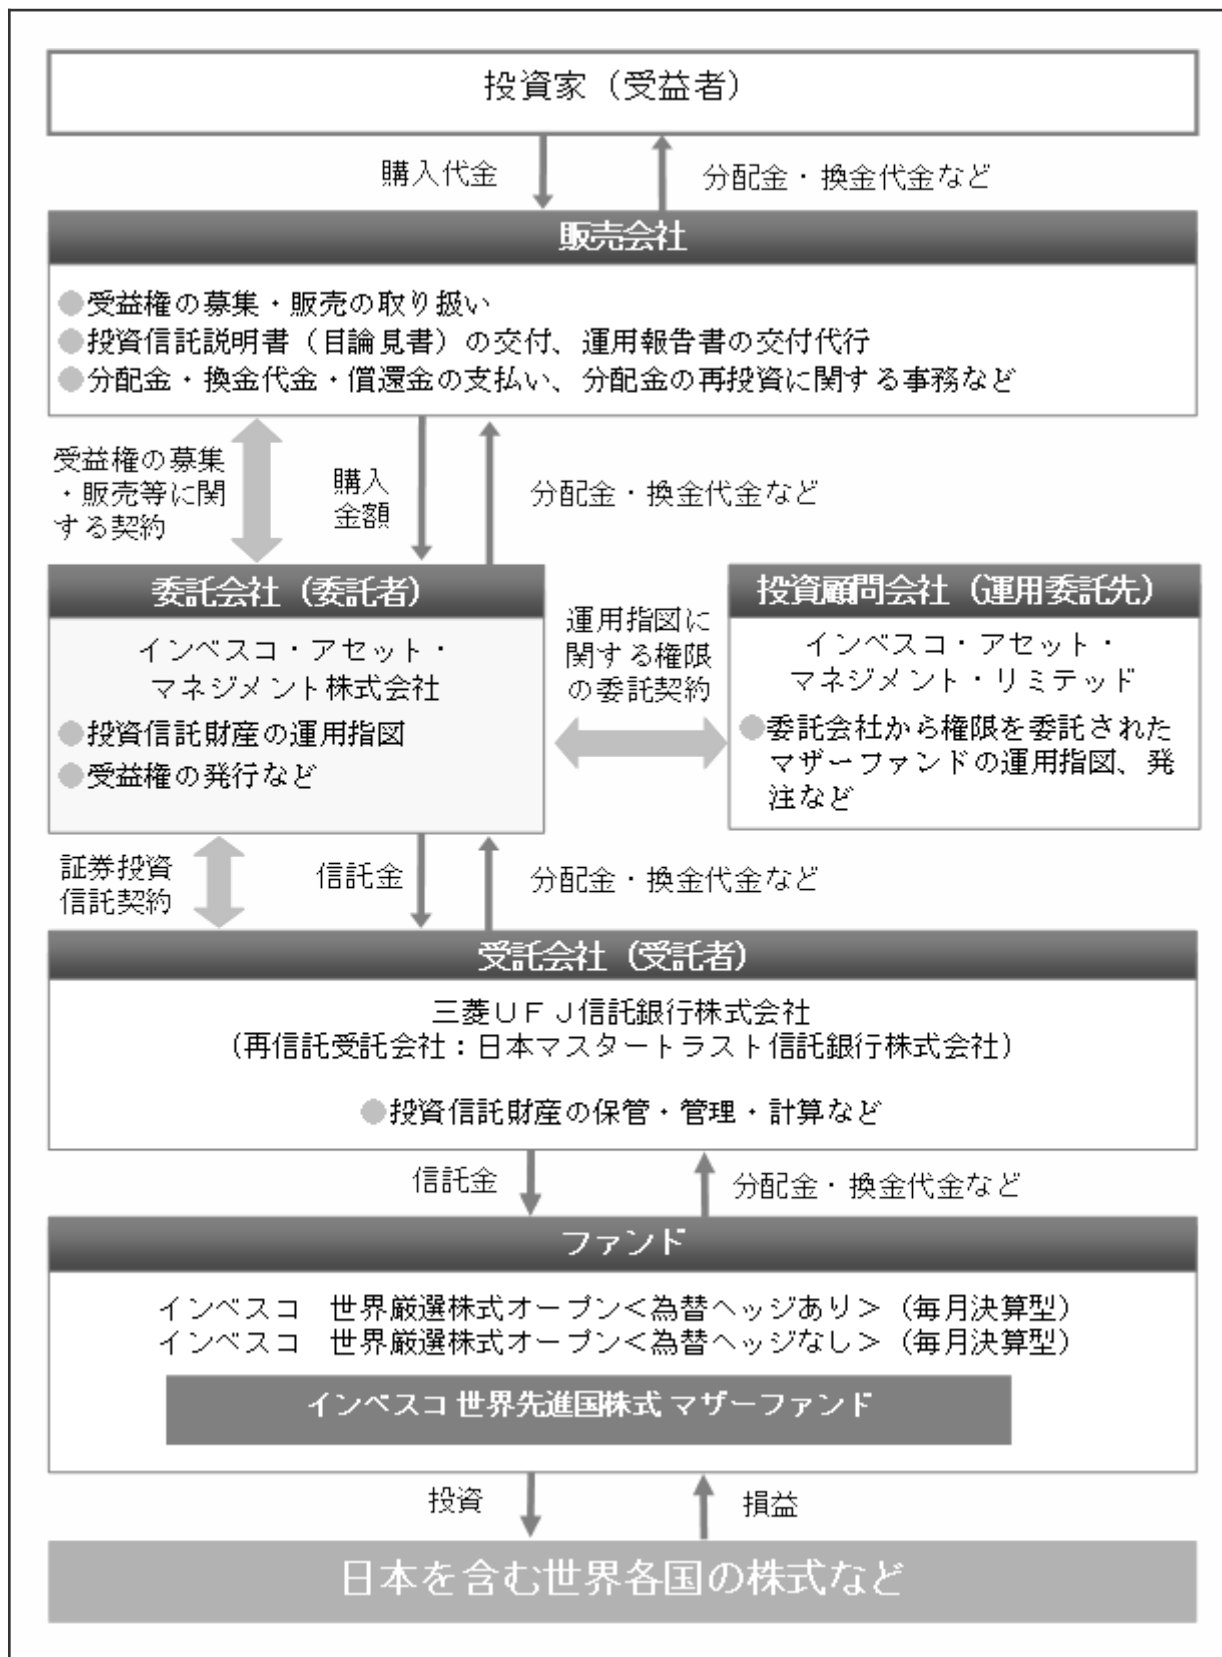 投資家（受益者）
購入代金
分配金・換金代金など
販売会社
●受益権の募集・販売の取り扱い
●投資信託説明書（目論見書）の交付、運用報告書の交付代行
●分配金・換金代金・償還金の支払い、分配金の再投資に関する事務など
受益権の募集
・販売等に関
する契約
購入
金額
分配金・換金代金など
委託会社（委託者）
インベスコ・アセット・
マネジメント株式会社
●投資信託財産の運用指図
●受益権の発行など
運用指図に
関する権限
の委託契約
投資顧問会社（運用委託先）
インベスコ・アセット・
マネジメント・リミテッド
●委託会社から権限を委託された
マザーファンドの運用指図、発
注など
証券投資
信託契約
信託金
分配金・換金代金など
受託会社（受託者）
三菱ＵＦＪ信託銀行株式会社
（再信託受託会社：日本マスタートラスト信託銀行株式会社）
●投資信託財産の保管・管理・計算など
信託金
分配金・換金代金など
ファンド
インベスコ　世界厳選株式オープン＜為替ヘッジあり＞（毎月決算型）
インベスコ　世界厳選株式オープン＜為替ヘッジなし＞（毎月決算型）
インベスコ 世界先進国株式 マザーファンド
投資
損益
日本を含む世界各国の株式など